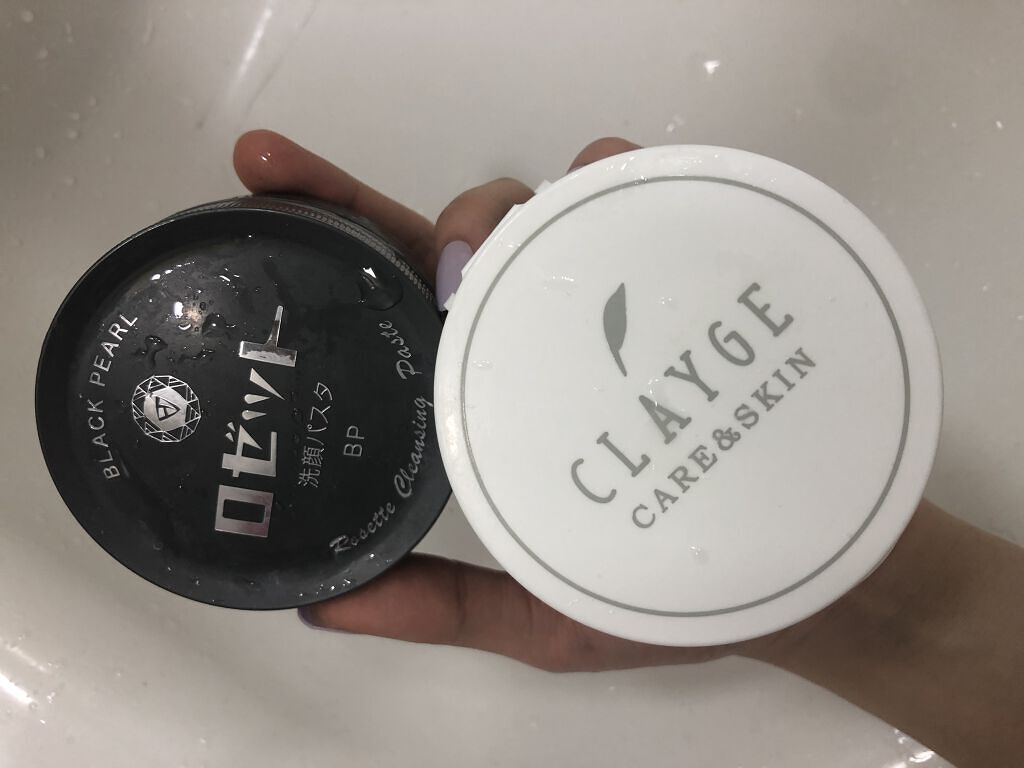 BLACK PEARL
ロゼット
洗顔パスタ
BP
Rosette Cleansing Paste
CLAYGE
CARE&SKIN